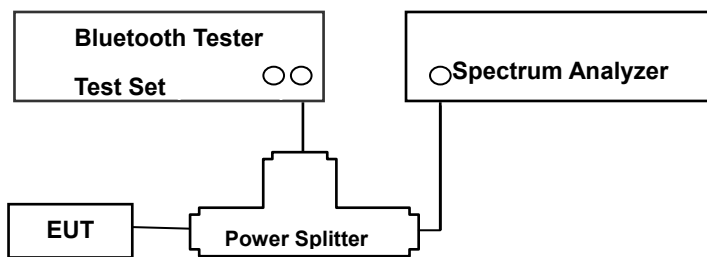 Bluetooth Tester
Test Set
Spectrum Analyzer
EUT
Power Splitter